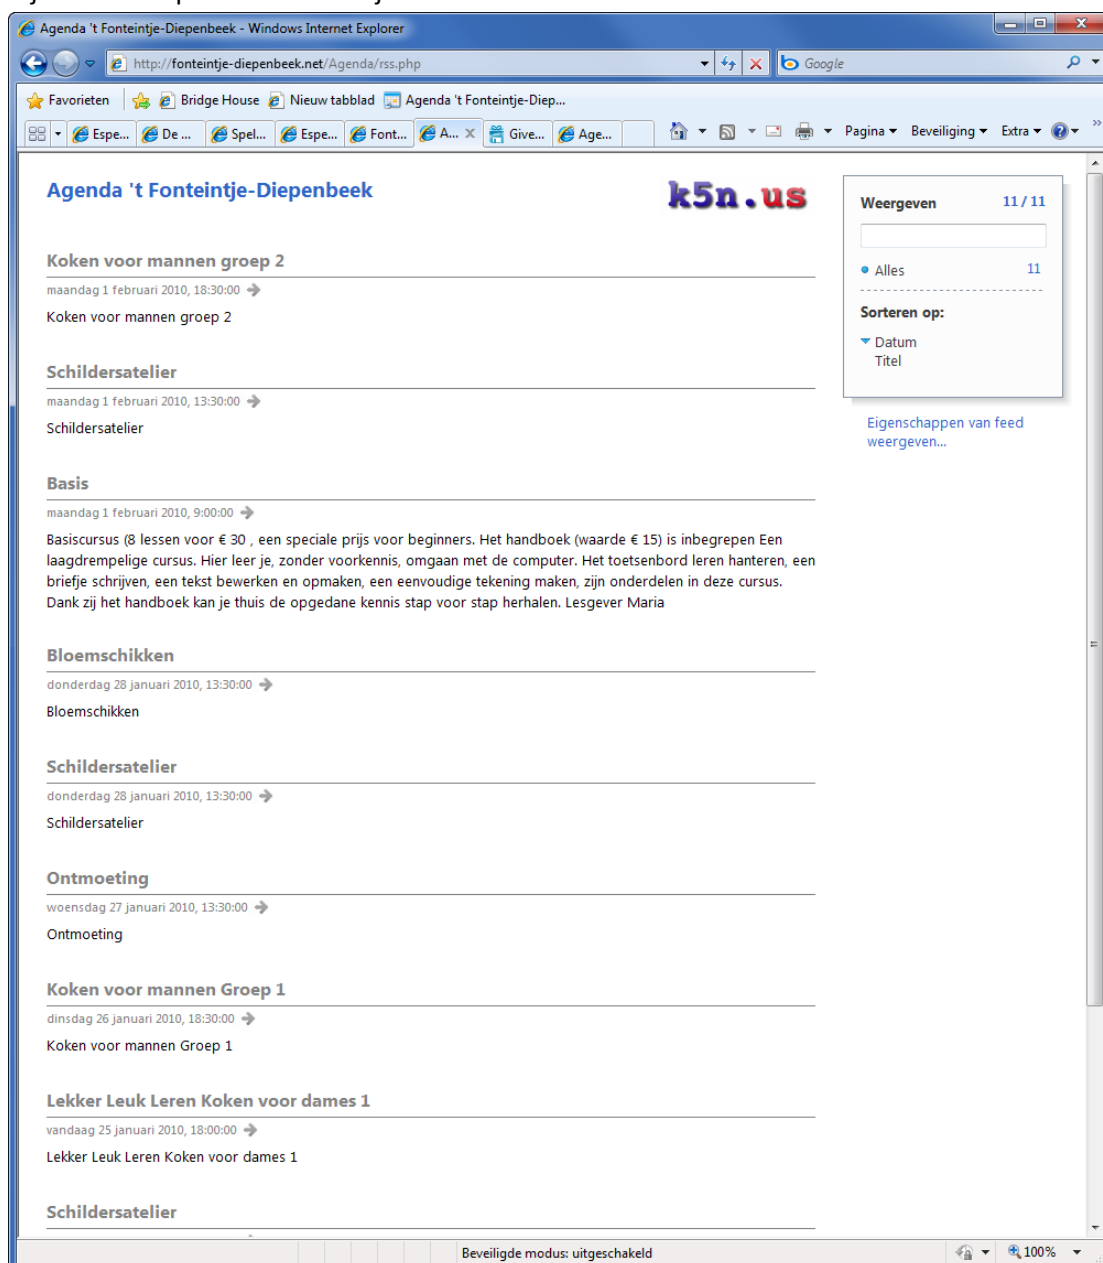 Agenda 't Fonteintje-Diepenbeek - Windows Internet Explorer
http://fonteintje-diepenbeek.net/Agenda/rss.php
Google
Favorieten
Bridge House
Nieuw tabblad
Agenda 't Fonteintje-Diep...
Espe...
De ...
Spel...
Espe...
Font...
A...
Give...
Age...
Pagina
Beveiliging
Extra
Agenda 't Fonteintje-Diepenbeek
k5n.us
Koken voor mannen groep 2
maandag 1 februari 2010, 18:30:00
Koken voor mannen groep 2
Schildersatelier
maandag 1 februari 2010, 13:30:00
Schildersatelier
Basis
maandag 1 februari 2010, 9:00:00
Basiscursus (8 lessen voor € 30 , een speciale prijs voor beginners. Het handboek (waarde € 15) is inbegrepen Een
laagdrempelige cursus. Hier leer je, zonder voorkennis, omgaan met de computer. Het toetsenbord leren hanteren, een
briefje schrijven, een tekst bewerken en opmaken, een eenvoudige tekening maken, zijn onderdelen in deze cursus.
Dank zij het handboek kan je thuis de opgedane kennis stap voor stap herhalen. Lesgever Maria
Bloemschikken
donderdag 28 januari 2010, 13:30:00
Bloemschikken
Schildersatelier
donderdag 28 januari 2010, 13:30:00
Schildersatelier
Ontmoeting
woensdag 27 januari 2010, 13:30:00
Ontmoeting
Koken voor mannen Groep 1
dinsdag 26 januari 2010, 18:30:00
Koken voor mannen Groep 1
Lekker Leuk Leren Koken voor dames 1
vandaag 25 januari 2010, 18:00:00
Lekker Leuk Leren Koken voor dames 1
Schildersatelier
Weergeven 11 / 11
Alles 11
Sorteren op:
Datum
Titel
Eigenschappen van feed
weergeven...
Beveiligde modus: uitgeschakeld
100%